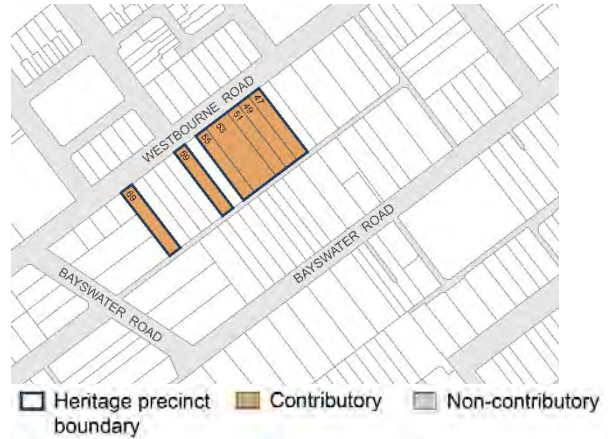 WESTBOURNE ROAD
47
49
51
53
55
59
69
BAYSWATER ROAD
BAYSWATER ROAD
Heritage precinct
boundary
Contributory
Non-contributory